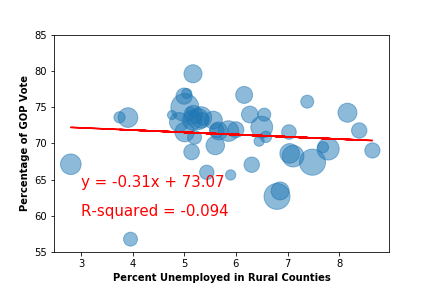 85
80
75
70
65
60
55
Percentage of GOP Vote
y = -0.31x + 73.07
R-squared = -0.094
3 4 5 6 7 8
Percent Unemployed in Rural Counties